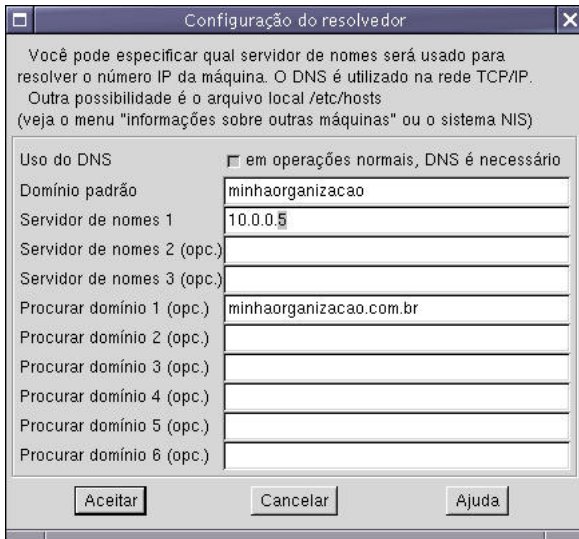 Configuração do resolvedor
Você pode especificar qual servidor de nomes será usado para
resolver o número IP da máquina. O DNS é utilizado na rede TCP/IP.
Outra possibilidade é o arquivo local /etc/hosts
(veja o menu "informações sobre outras máquinas" ou o sistema NIS)
Uso do DNS em operações normais, DNS é necessário
Domínio padrão minhaorganizacao
Servidor de nomes 1 10.0.0.5
Servidor de nomes 2 (opc.)
Servidor de nomes 3 (opc.)
Procurar domínio 1 (opc.) minhaorganizacao.com.br
Procurar domínio 2 (opc.)
Procurar domínio 3 (opc.)
Procurar domínio 4 (opc.)
Procurar domínio 5 (opc.)
Procurar domínio 6 (opc.)
Aceitar Cancelar Ajuda